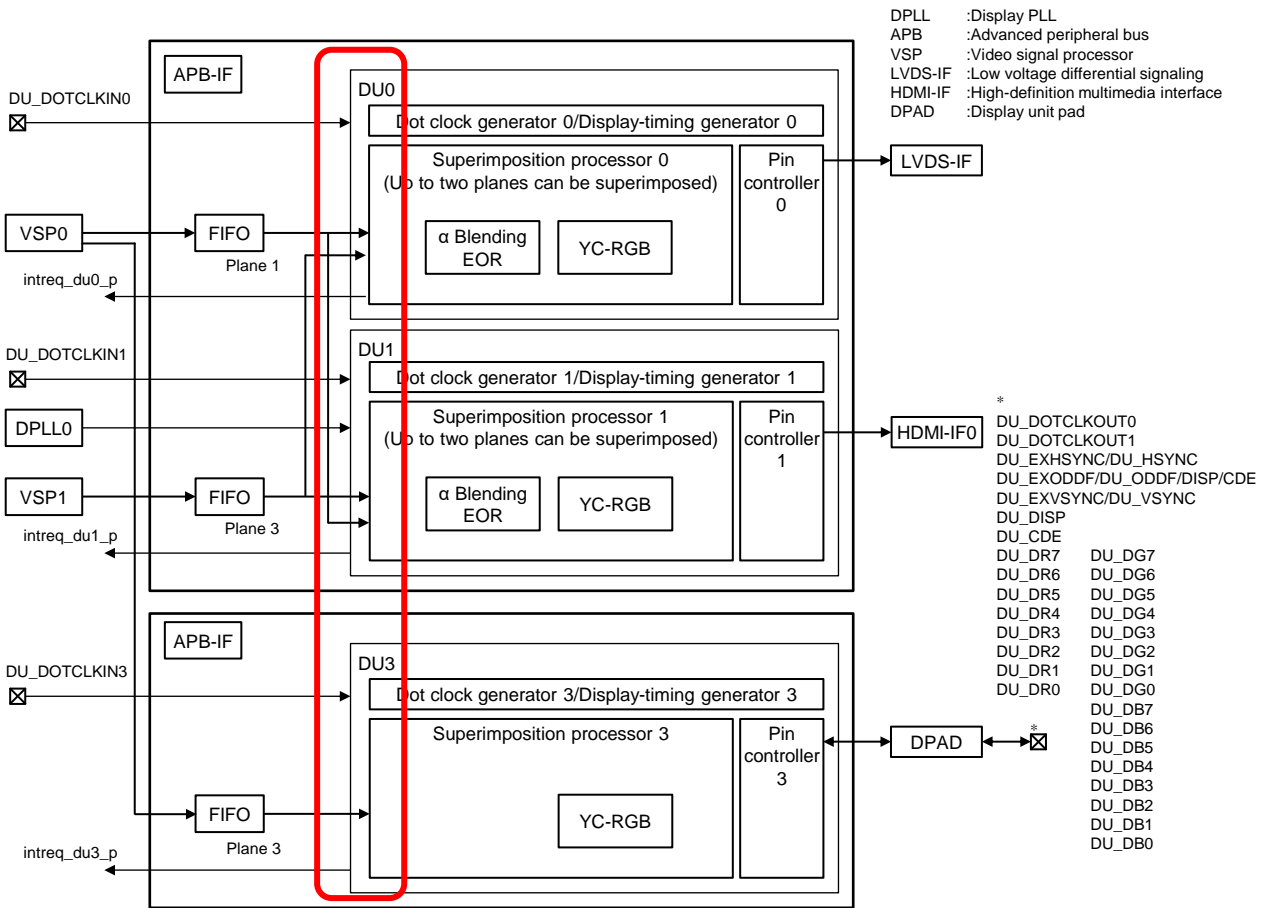 DPLL :Display PLL
APB :Advanced peripheral bus
VSP :Video signal processor
LVDS-IF :Low voltage differential signaling
HDMI-IF :High-definition multimedia interface
DPAD :Display unit pad
APB-IF
DU_DOTCLKIN0
DU0
Dot clock generator 0/Display-timing generator 0
Superimposition processor 0
(Up to two planes can be superimposed)
Pin
controller
0
LVDS-IF
VSP0
FIFO
Plane 1
α Blending
EOR
YC-RGB
intreq_du0_p
DU_DOTCLKIN1
DU1
Dot clock generator 1/Display-timing generator 1
DPLL0
Superimposition processor 1
(Up to two planes can be superimposed)
Pin
controller
1
HDMI-IF0
VSP1
FIFO
Plane 3
α Blending
EOR
YC-RGB
intreq_du1_p
*
DU_DOTCLKOUT0
DU_DOTCLKOUT1
DU_EXHSYNC/DU_HSYNC
DU_EXODDF/DU_ODDF/DISP/CDE
DU_EXVSYNC/DU_VSYNC
DU_DISP
DU_CDE
DU_DR7 DU_DG7
DU_DR6 DU_DG6
DU_DR5 DU_DG5
DU_DR4 DU_DG4
DU_DR3 DU_DG3
DU_DR2 DU_DG2
DU_DR1 DU_DG1
DU_DR0 DU_DG0
DU_DB7
DU_DB6
DU_DB5
DU_DB4
DU_DB3
DU_DB2
DU_DB1
DU_DB0
APB-IF
DU_DOTCLKIN3
DU3
Dot clock generator 3/Display-timing generator 3
Superimposition processor 3
Pin
controller
3
DPAD
*
FIFO
Plane 3
YC-RGB
intreq_du3_p